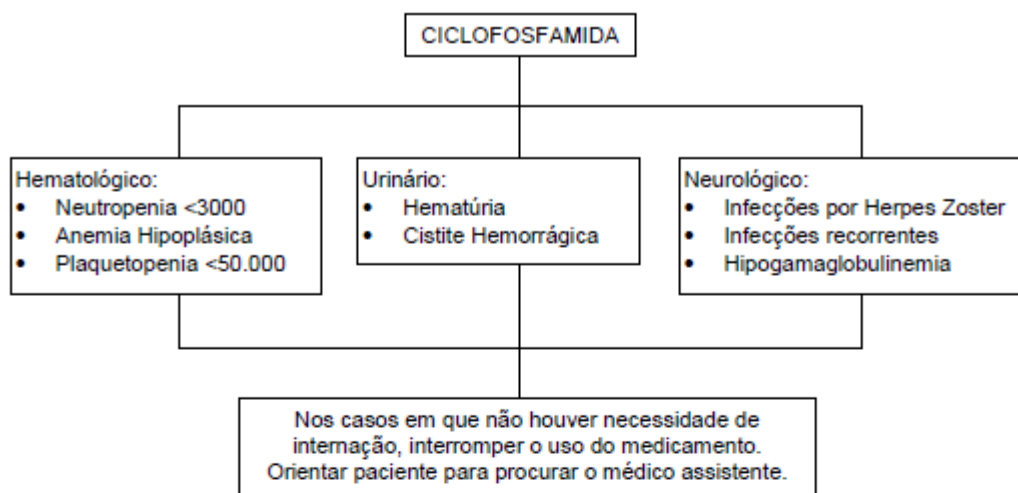 CICLOFOSFAMIDA
Hematológico:
• Neutropenia <3000
• Anemia Hipoplásica
• Plaquetopenia <50.000
Urinário:
• Hematúria
• Cistite Hemorrágica
Neurológico:
• Infecções por Herpes Zoster
• Infecções recorrentes
• Hipogamaglobulinemia
Nos casos em que não houver necessidade de
internação, interromper o uso do medicamento.
Orientar paciente para procurar o médico assistente.